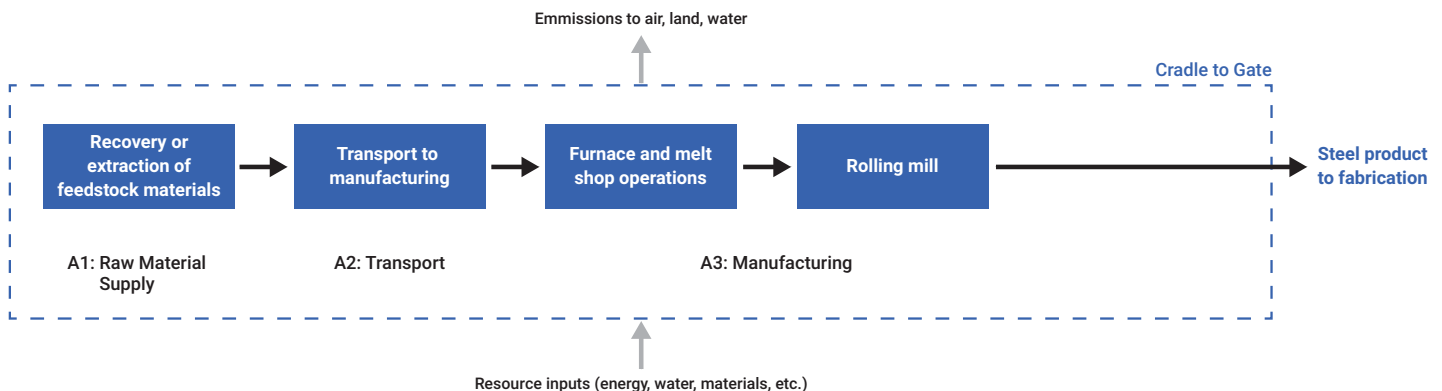 Emmissions to air, land, water
Cradle to Gate
Recovery or
extraction of
feedstock materials
Transport to
manufacturing
Furnace and melt
shop operations
Rolling mill
Steel product
to fabrication
A1: Raw Material
Supply
A2: Transport
A3: Manufacturing
Resource inputs (energy, water, materials, etc.)